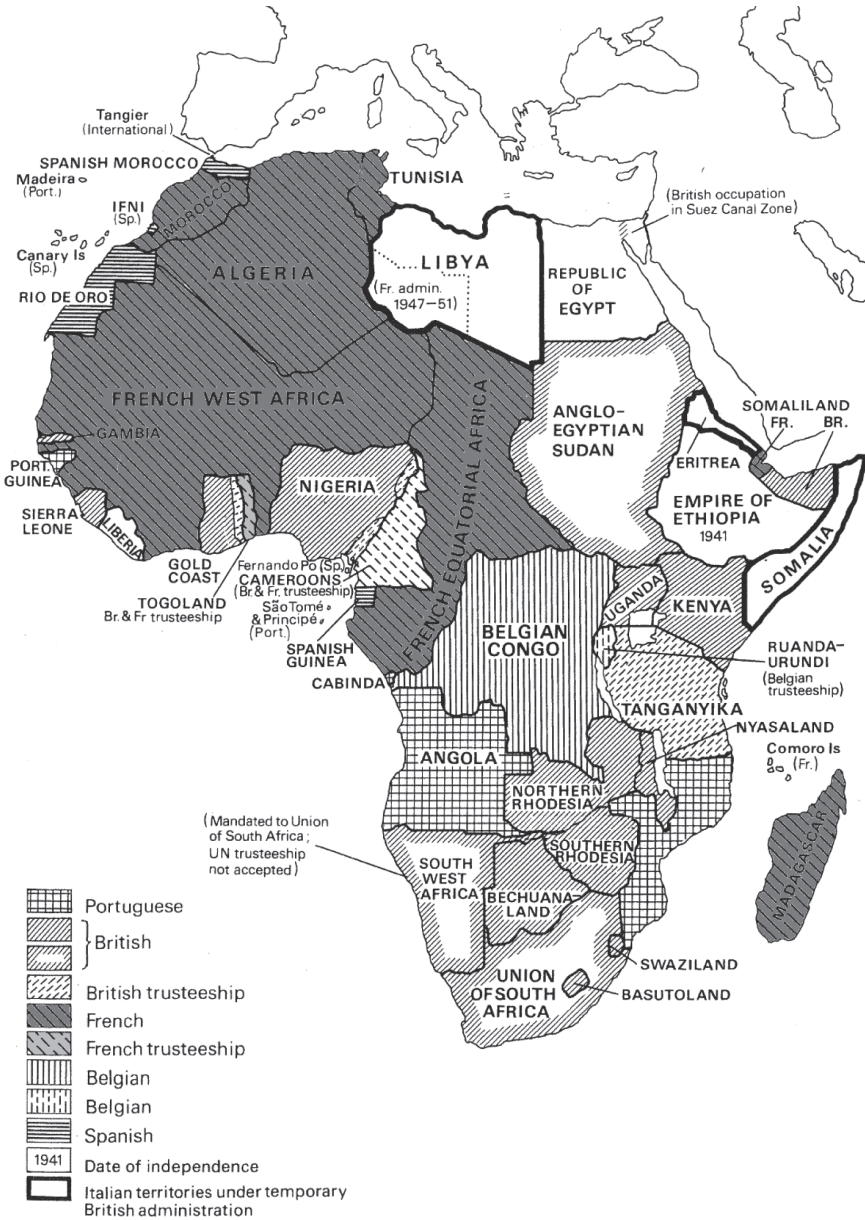 Tangier
(International)
SPANISH MOROCCO
Madeira
(Port.)
IFNI
(Sp.)
Canary Is
(Sp.)
RIO DE ORO
MOROCCO
TUNISIA
ALGERIA
LIBYA
(Fr. admin.
1947–51)
(British occupation
in Suez Canal Zone)
REPUBLIC
OF
EGYPT
FRENCH WEST AFRICA
GAMBIA
PORT.
GUINEA
SIERRA
LEONE
LIBERIA
GOLD
COAST
TOGOLAND
Br. & Fr trusteeship
NIGERIA
Fernando Po (Sp.)
CAMEROONS
(Br. & Fr. trusteeship)
São Tomé
& Principé
(Port.)
SPANISH
GUINEA
CABINDA
FRENCH EQUATORIAL AFRICA
ANGLO-
EGYPTIAN
SUDAN
SOMALILAND
FR. BR.
ERITREA
EMPIRE OF
ETHIOPIA
1941
SOMALIA
UGANDA
KENYA
BELGIAN
CONGO
RUANDA-
URUNDI
(Belgian
trusteeship)
TANGANYIKA
NYASALAND
Comoro Is
(Fr.)
ANGOLA
NORTHERN
RHODESIA
(Mandated to Union
of South Africa;
UN trusteeship
not accepted)
SOUTH
WEST
AFRICA
SOUTHERN
RHODESIA
BECHUANA-
LAND
MADAGASCAR
SWAZILAND
UNION
OF SOUTH
AFRICA
BASUTOLAND
Portuguese
British
British trusteeship
French
French trusteeship
Belgian
Belgian
Spanish
1941 Date of independence
Italian territories under temporary
British administration